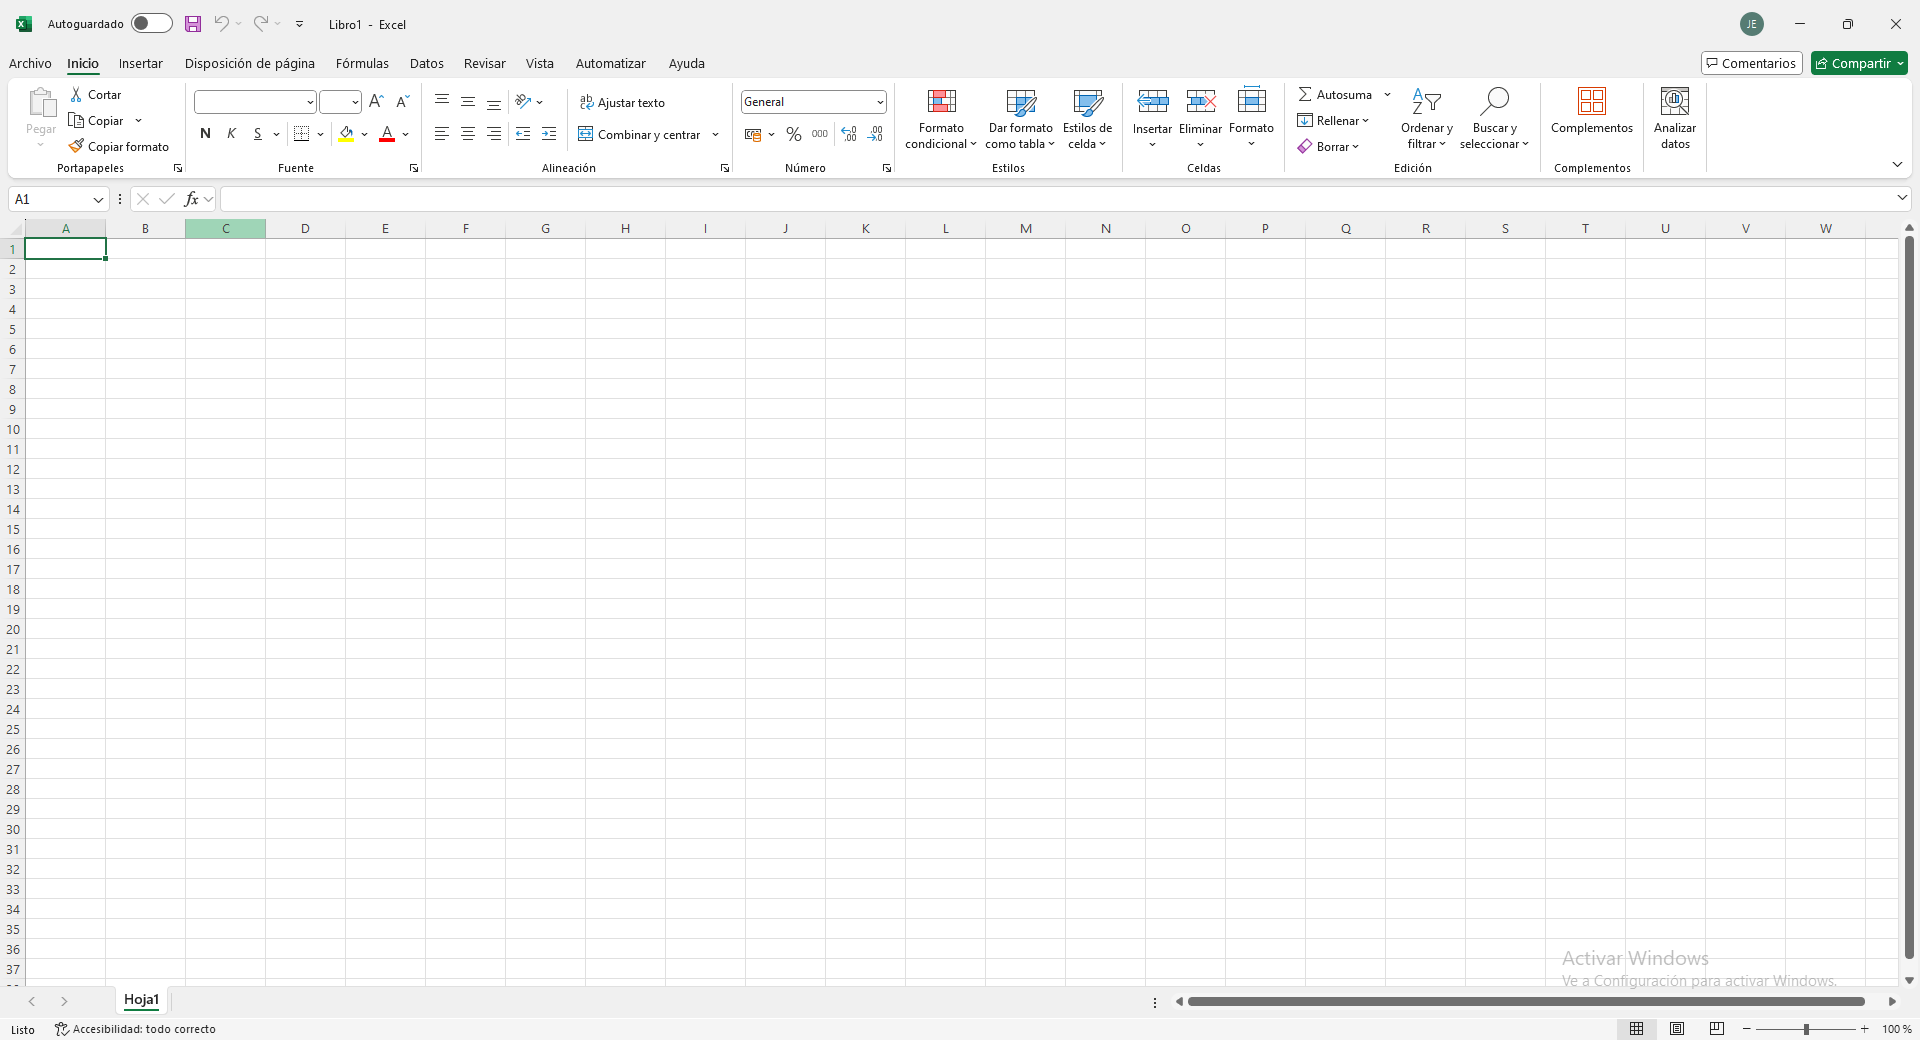 Autoguardado Libro1 - Excel JE
Archivo Inicio Insertar Disposición de página Fórmulas Datos Revisar Vista Automatizar Ayuda Comentarios Compartir
Pegar
Cortar
Copiar
Copiar formato
Portapapeles
N K S A
Fuente
Ajustar texto
Combinar y centrar
Alineación
General
% 000
Número
Formato
condicional
Dar formato
como tabla
Estilos de
celda
Estilos
Insertar Eliminar Formato
Celdas
Autosuma
Rellenar
Borrar
Ordenar y
filtrar
Buscar y
seleccionar
Edición
Complementos
Complementos
Analizar
datos
A1 fx
A B C D E F G H I J K L M N O P Q R S T U V W
1
2
3
4
5
6
7
8
9
10
11
12
13
14
15
16
17
18
19
20
21
22
23
24
25
26
27
28
29
30
31
32
33
34
35
36
37
Activar Windows
Ve a Configuración para activar Windows.
Hoja1
Listo Accesibilidad: todo correcto 100 %